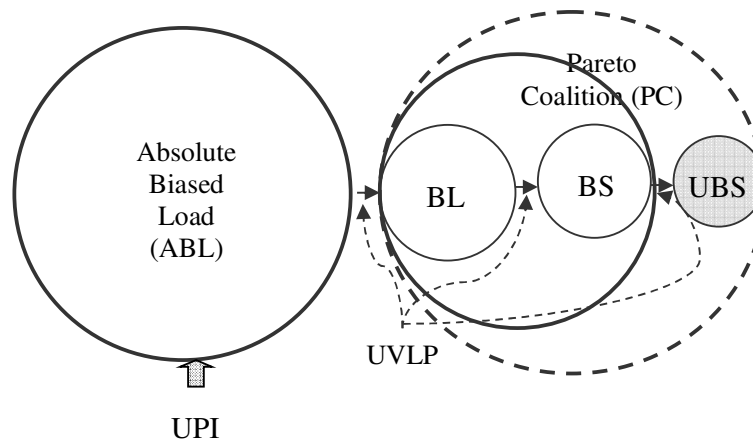 Absolute
Biased
Load
(ABL)
Pareto
Coalition (PC)
BL
BS
UBS
UVLP
UPI